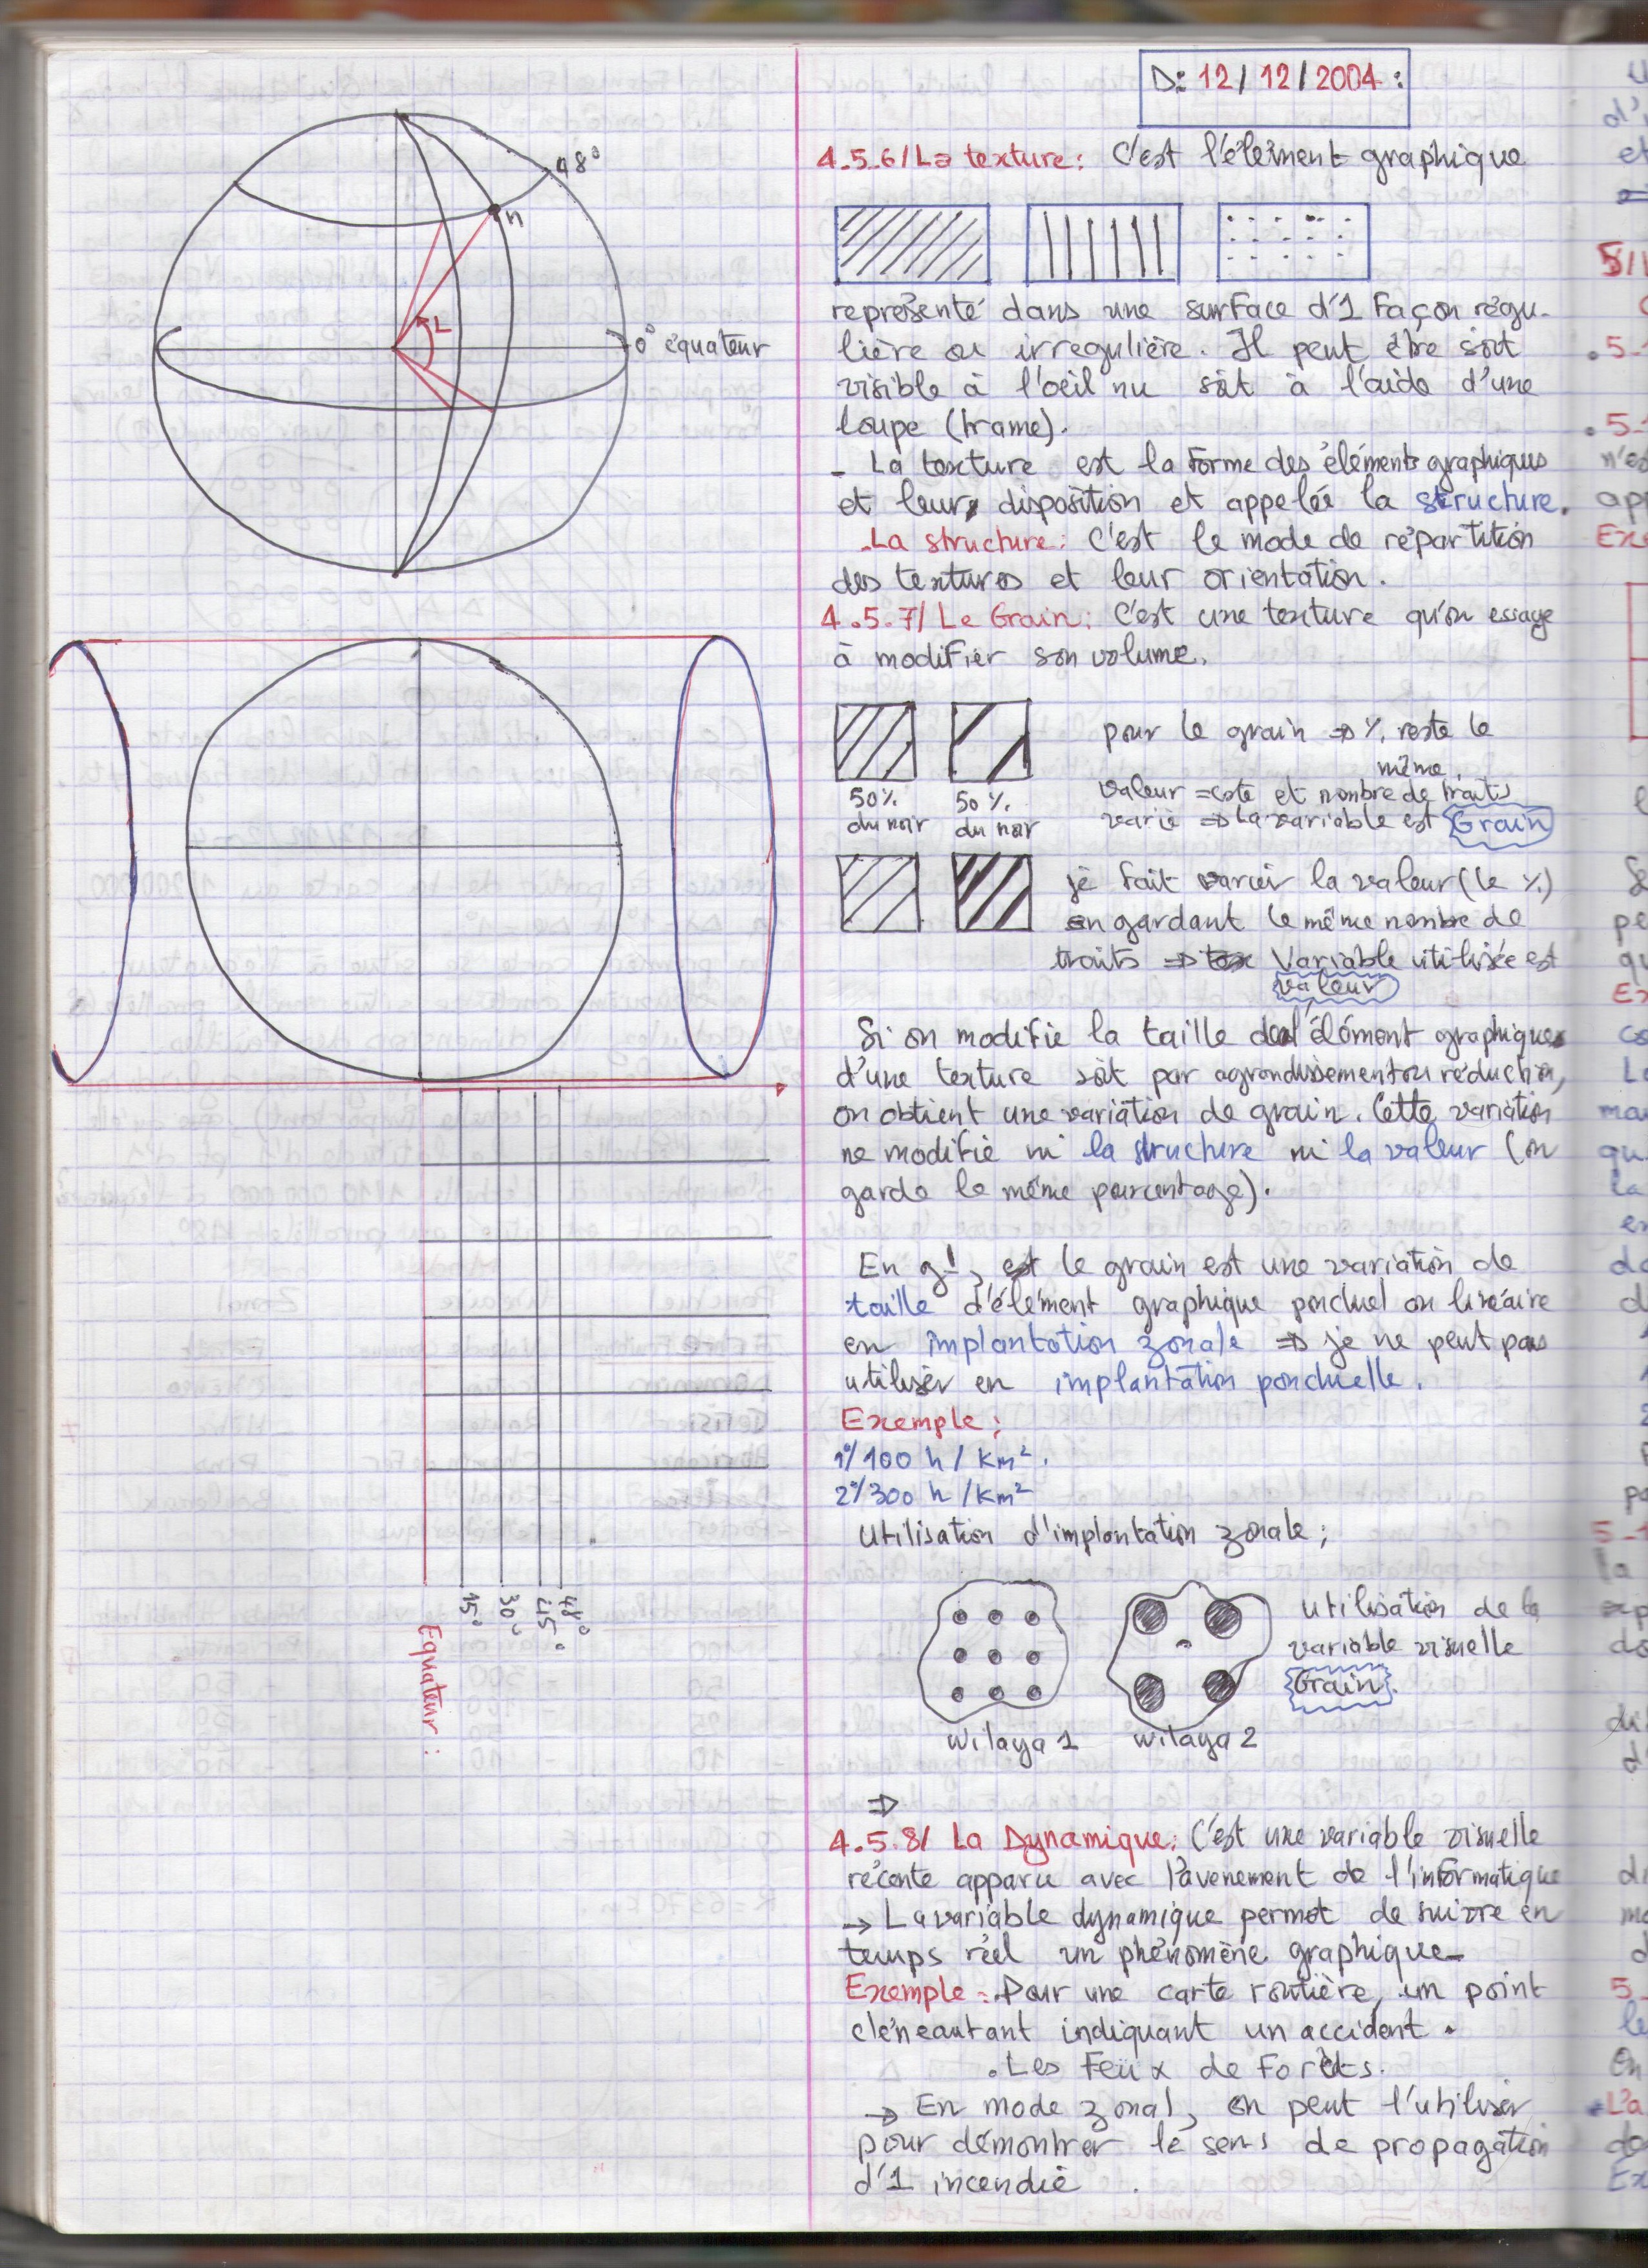 48°
n
L
0° équateur
15°
30°
45°
48°
Equateur :
D: 12/12/2004 :
4.5.6/ La texture: C'est l'éleïment graphique
représenté dans une surface d'1 Façon régu-
lière ou irregulière. Il peut être soit
visible à l'oeil nu soit à l'aide d'une
loupe (trame).
- La texture est la Forme des éléments graphiques
et leurs disposition et appelée la structure.
.La structure: C'est le mode de répartition
des textures et leur orientation.
4.5.7/ Le Grain: C'est une texture qu'on essaye
à modifier son volume.
50% du noir
50% du noir
pour le grain ⇒ % reste le
même.
valeur = cste et nombre de traits
varie ⇒ la variable est Grain
je fait varier la valeur (le %)
en gardant le même nombre de
traits ⇒ Variable utilisée est
valeur
Si on modifie la taille de l'élément graphique
d'une texture soit par agrandissement ou réduction,
on obtient une variation de grain. Cette variation
ne modifie ni la structure ni la valeur (on
garde le même pourcentage).
En gl, est le grain est une variation de
taille d'élément graphique ponctuel ou linéaire
en implantation zonale ⇒ je ne peut pas
utiliser en implantation ponctuelle.
Exemple:
1°/ 100 h / km².
2°/ 300 h / km²
Utilisation d'implantation zonale;
utilisation de la
variable visuelle
Grain.
wilaya 1
wilaya 2
⇒
4.5.8/ La Dynamique: C'est une variable visuelle
récente apparu avec l'avenement de l'informatique
→ La variable dynamique permet de suivre en
temps réel un phénomène graphique-
Exemple: Pour une carte routière, un point
cléneautant indiquant un accident.
.Les Feux de Forêts.
→ En mode zonal, on peut l'utiliser
pour démontrer le sens de propagation
d'1 incendie.